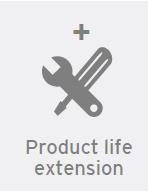 +
Product life
extension